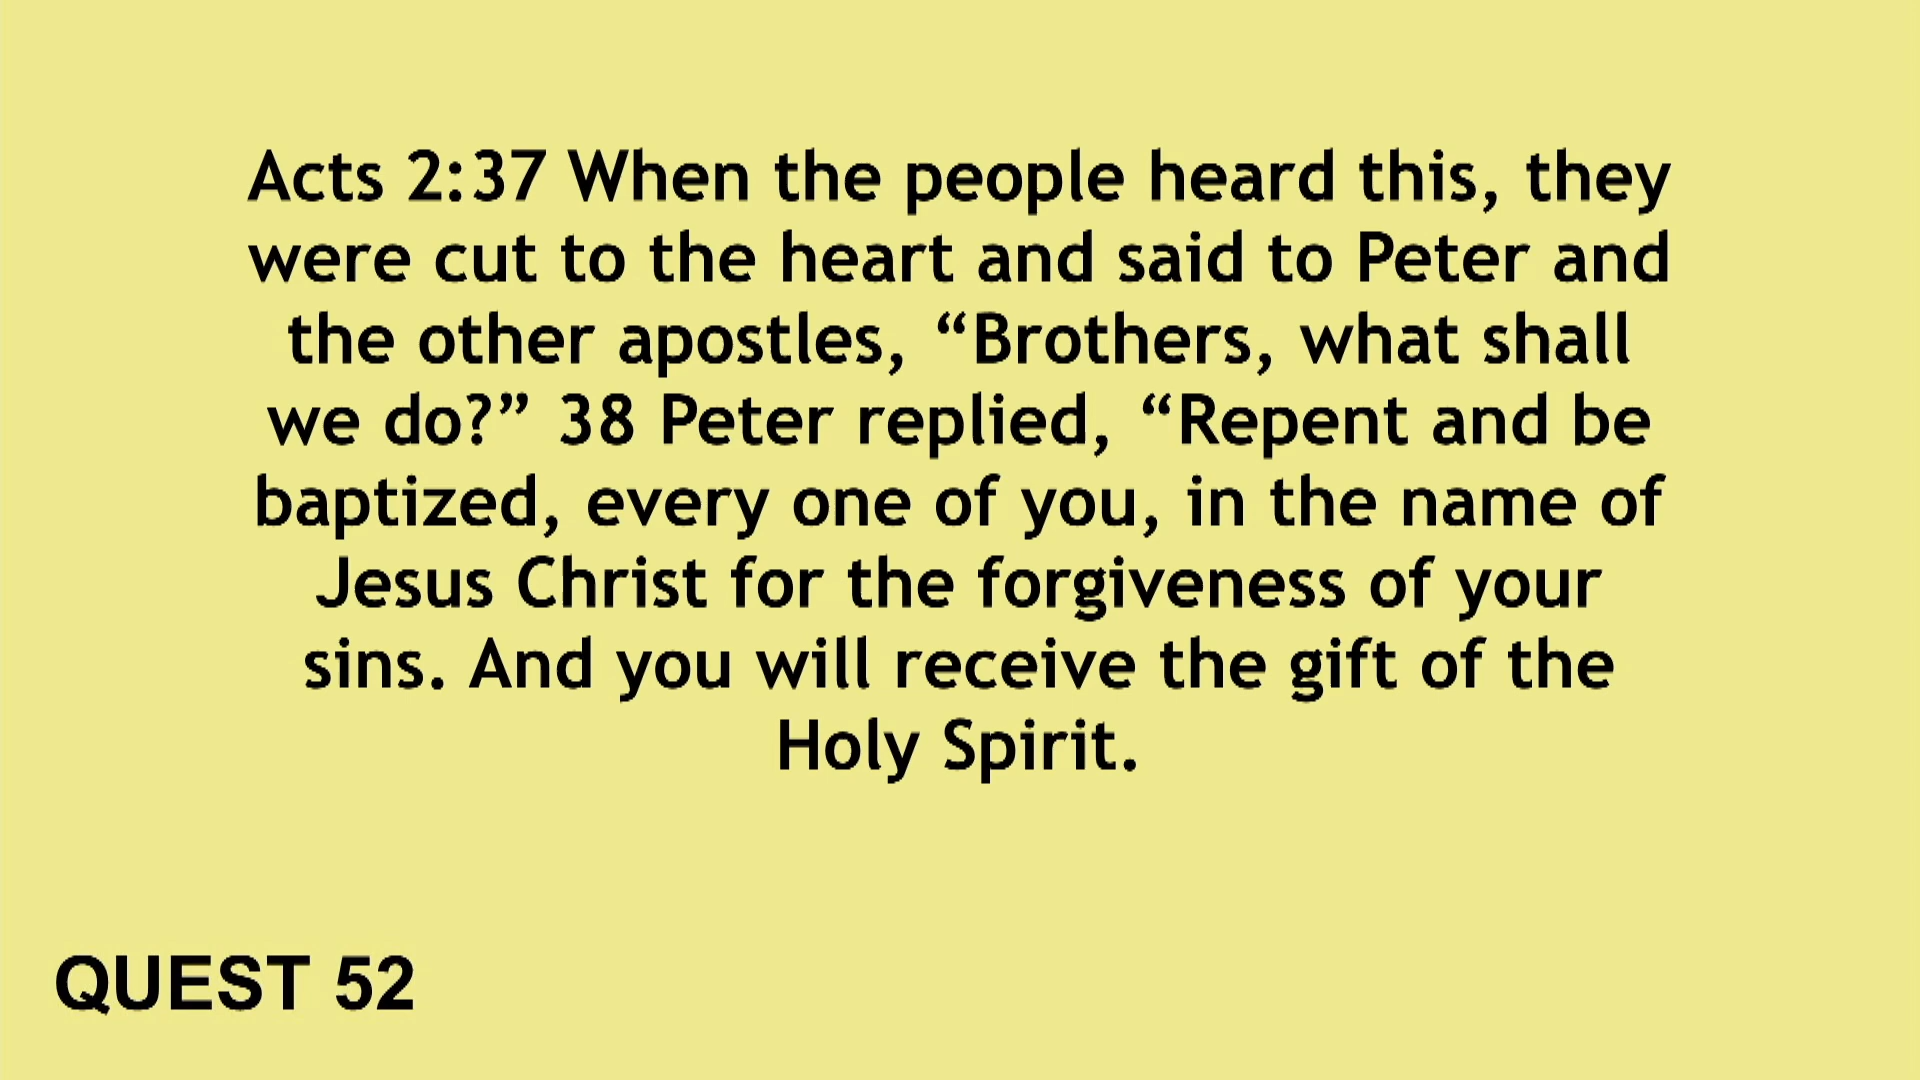 Acts 2:37 When the people heard this, they
were cut to the heart and said to Peter and
the other apostles, “Brothers, what shall
we do?” 38 Peter replied, “Repent and be
baptized, every one of you, in the name of
Jesus Christ for the forgiveness of your
sins. And you will receive the gift of the
Holy Spirit.
QUEST 52